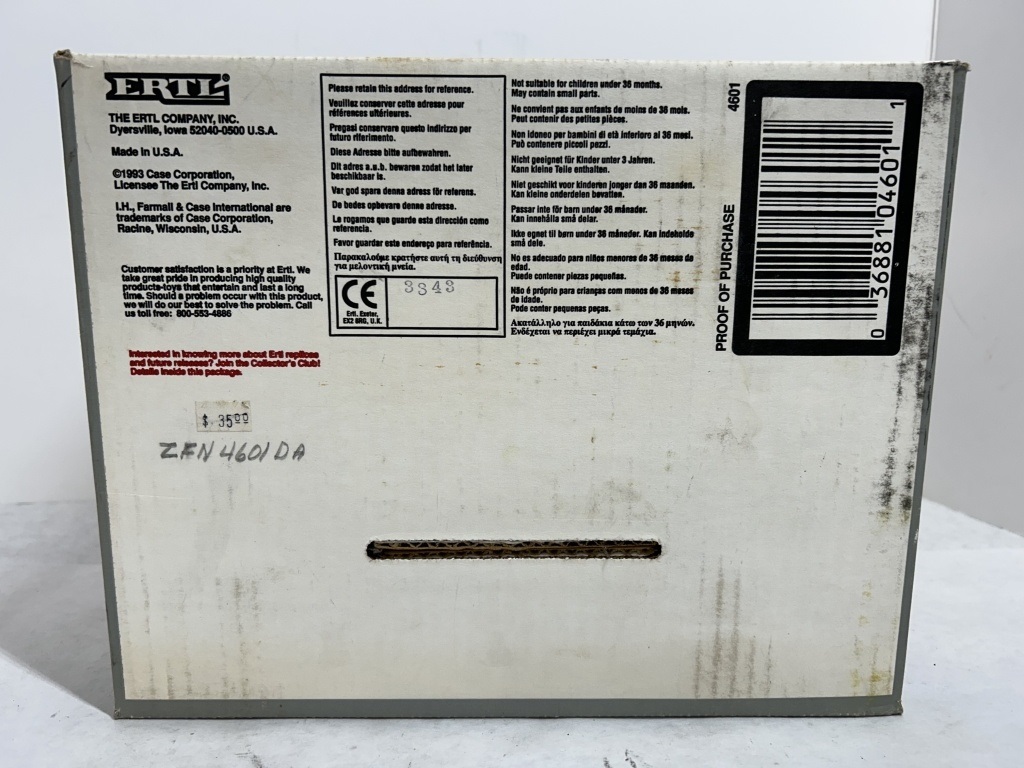 ERTL®
THE ERTL COMPANY, INC.
Dyersville, Iowa 52040-0500 U.S.A.
Made in U.S.A.
©1993 Case Corporation,
Licensee The Ertl Company, Inc.
I.H., Farmall & Case International are
trademarks of Case Corporation,
Racine, Wisconsin, U.S.A.
Customer satisfaction is a priority at Ertl. We
take great pride in producing high quality
products-toys that entertain and last a long
time. Should a problem occur with this product,
we will do our best to solve the problem. Call
us toll free: 800-553-4886
Interested in knowing more about Ertl replicas
and future releases? Join the Collector's Club!
Details inside this package.
$ 3500
ZFN 4601DA
Please retain this address for reference.
Veuillez conserver cette adresse pour
références ultérieures.
Pregasi conservare questo indirizzo per
futuro riferimento.
Diese Adresse bitte aufbewahren.
Dit adres a.u.b. bewaren zodat het later
beschikbaar is.
Var god spara denna adress för referens.
De bedes opbevare denne adresse.
Le rogamos que guarde esta dirección como
referencia.
Favor guardar este endereço para referência.
Παρακαλούμε κρατήστε αυτή τη διεύθυνση
για μελοντική μνεία.
CE
Ertl, Exeter,
EX2 8RG, U.K.
3343
Not suitable for children under 36 months.
May contain small parts.
Ne convient pas aux enfants de moins de 36 mois.
Peut contenir des petites pièces.
Non idoneo per bambini di età inferiore ai 36 mesi.
Può contenere piccoli pezzi.
Nicht geeignet für Kinder unter 3 Jahren.
Kann kleine Teile enthalten.
Niet geschikt voor kinderen jonger dan 36 maanden.
Kan kleine onderdelen bevatten.
Passar inte för barn under 36 månader.
Kan innehålla små delar.
Ikke egnet til børn under 36 måneder. Kan indeholde
små dele.
No es adecuado para niños menores de 36 meses de
edad.
Puede contener piezas pequeñas.
Não é próprio para crianças com menos de 36 meses
de idade.
Pode conter pequenas peças.
Ακατάλληλο για παιδάκια κάτω των 36 μηνών.
Ενδέχεται να περιέχει μικρά τεμάχια.
4601
PROOF OF PURCHASE
0 36881 04601 1